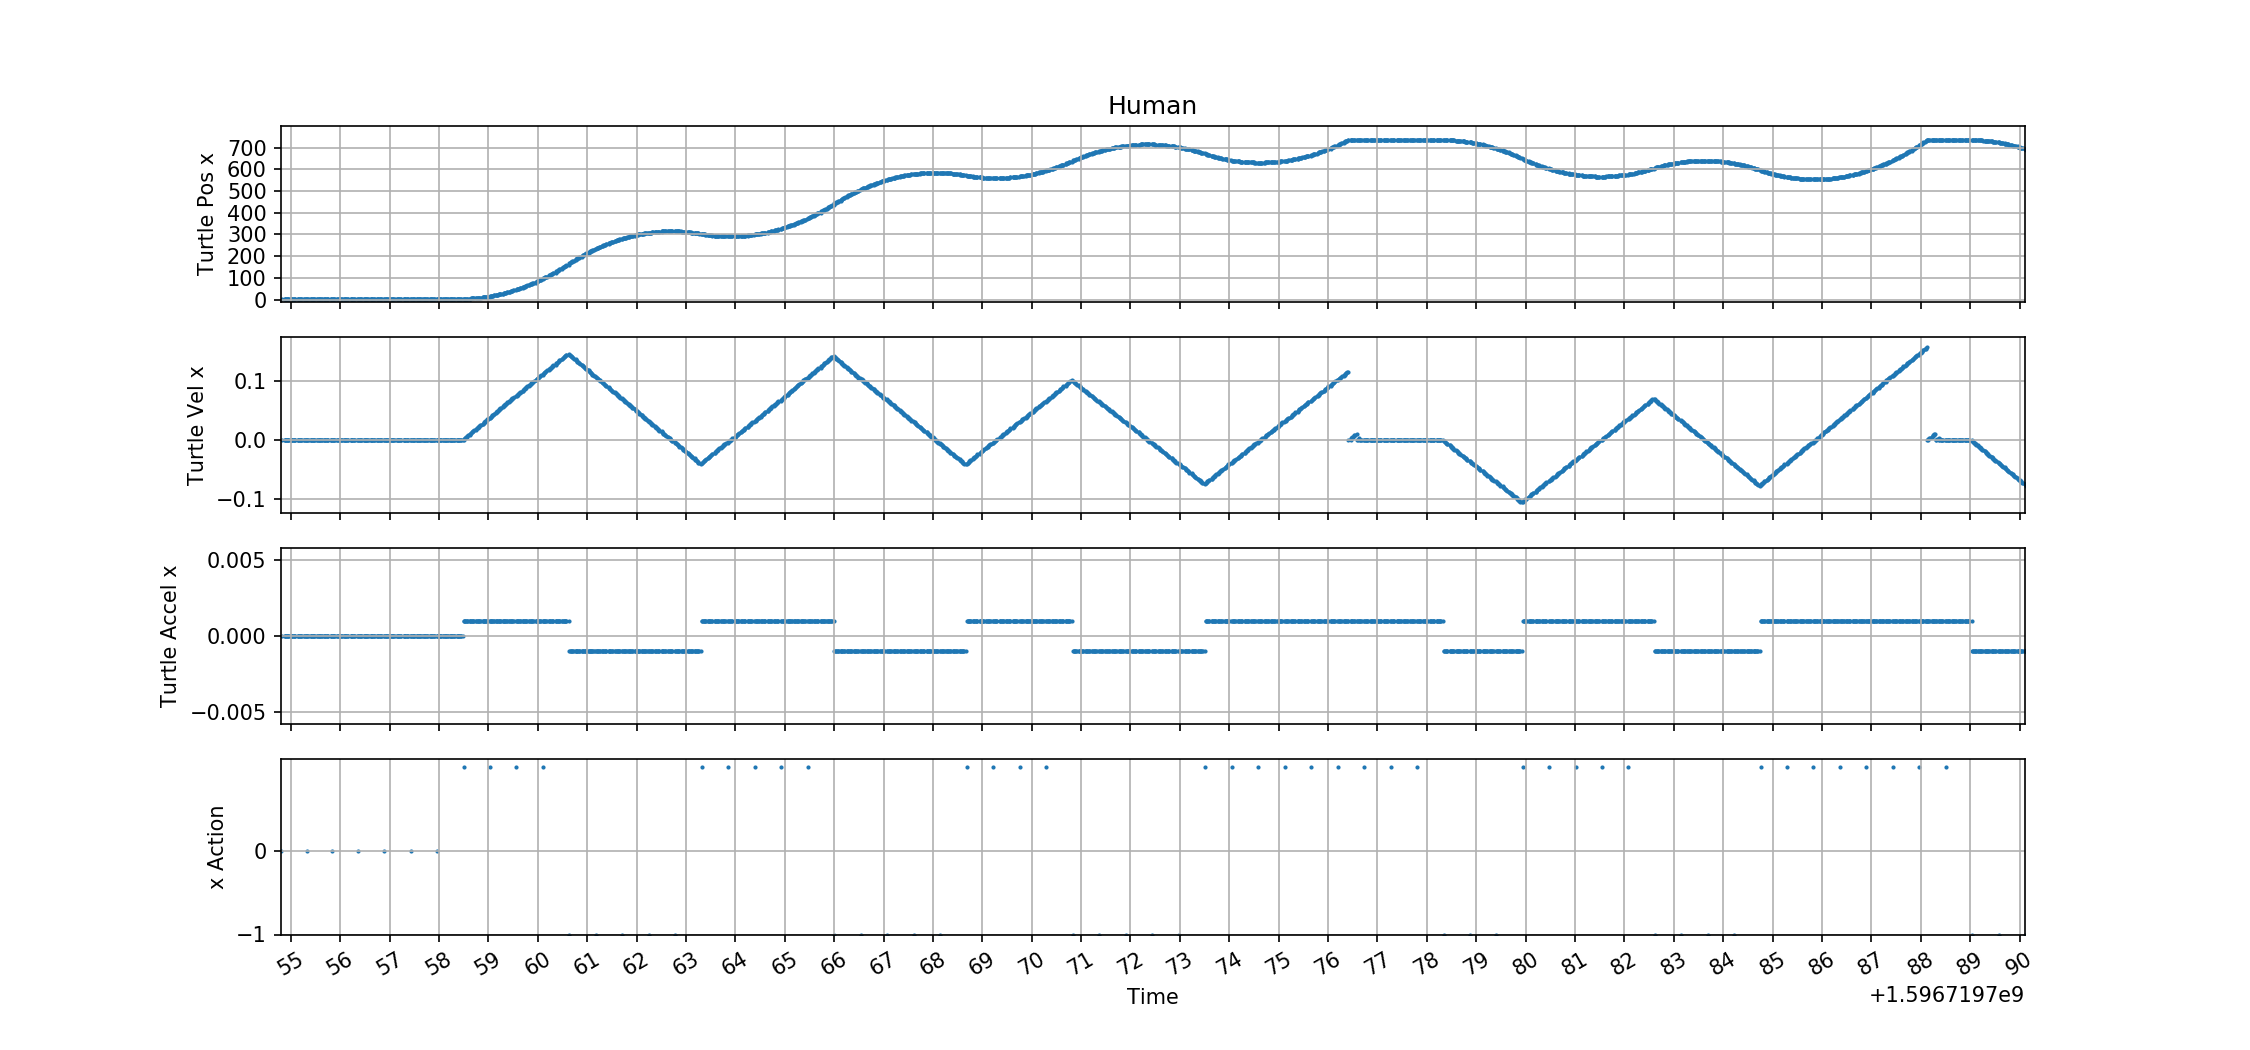 Human
Turtle Pos x
700
600
500
400
300
200
100
0
Turtle Vel x
0.1
0.0
−0.1
Turtle Accel x
0.005
0.000
−0.005
x Action
0
−1
55 56 57 58 59 60 61 62 63 64 65 66 67 68 69 70 71 72 73 74 75 76 77 78 79 80 81 82 83 84 85 86 87 88 89 90
Time
+1.5967197e9